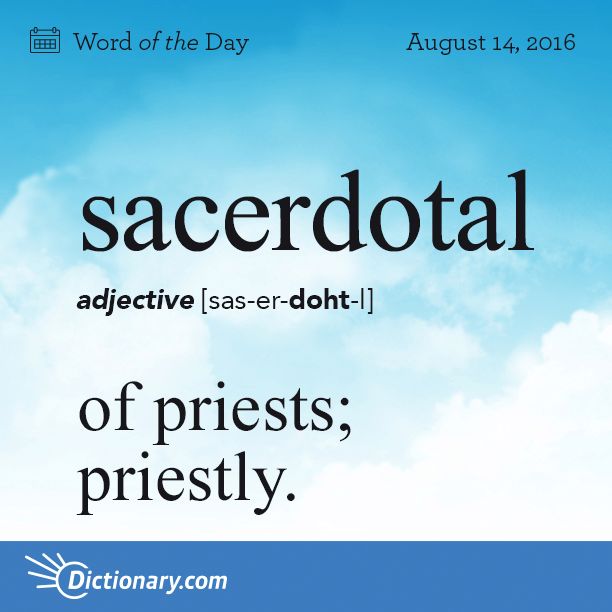 Word of the Day
August 14, 2016
sacerdotal
adjective [sas-er-doht-l]
of priests;
priestly.
Dictionary.com